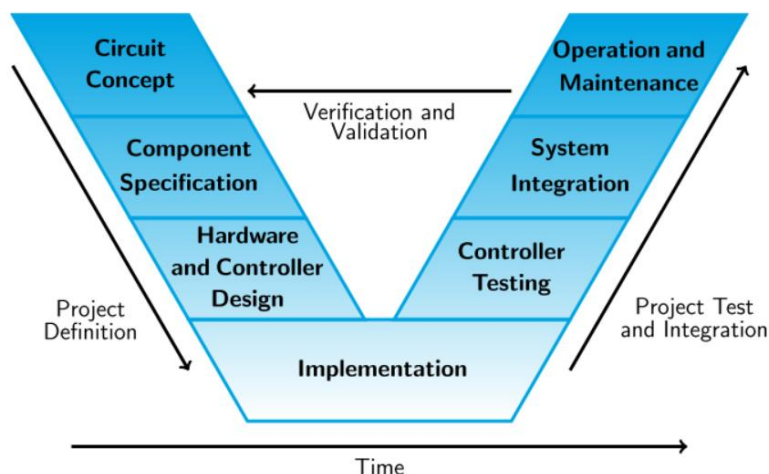 Circuit
Concept
Operation and
Maintenance
Verification and
Validation
Component
Specification
System
Integration
Hardware
and Controller
Design
Controller
Testing
Project
Definition
Project Test
and Integration
Implementation
Time